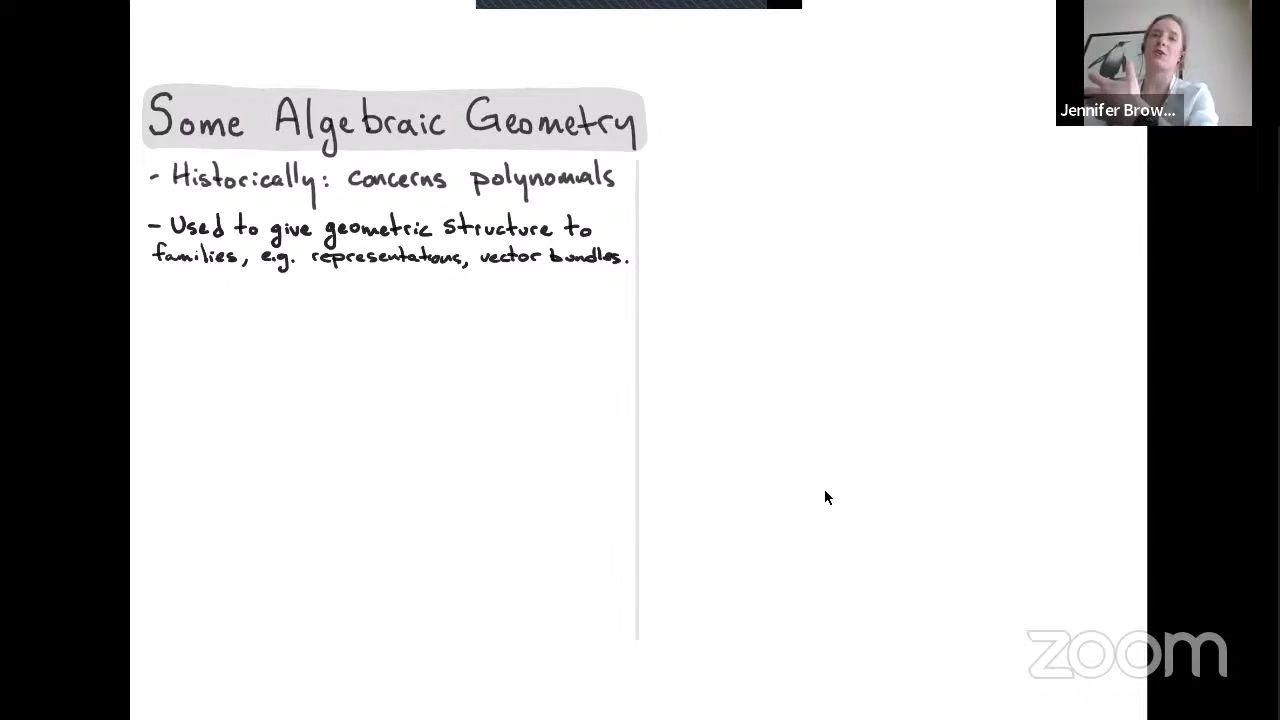 Some Algebraic Geometry
- Historically: concerns polynomials
- Used to give geometric structure to
families, e.g. representations, vector bundles.
Jennifer Brow...
zoom